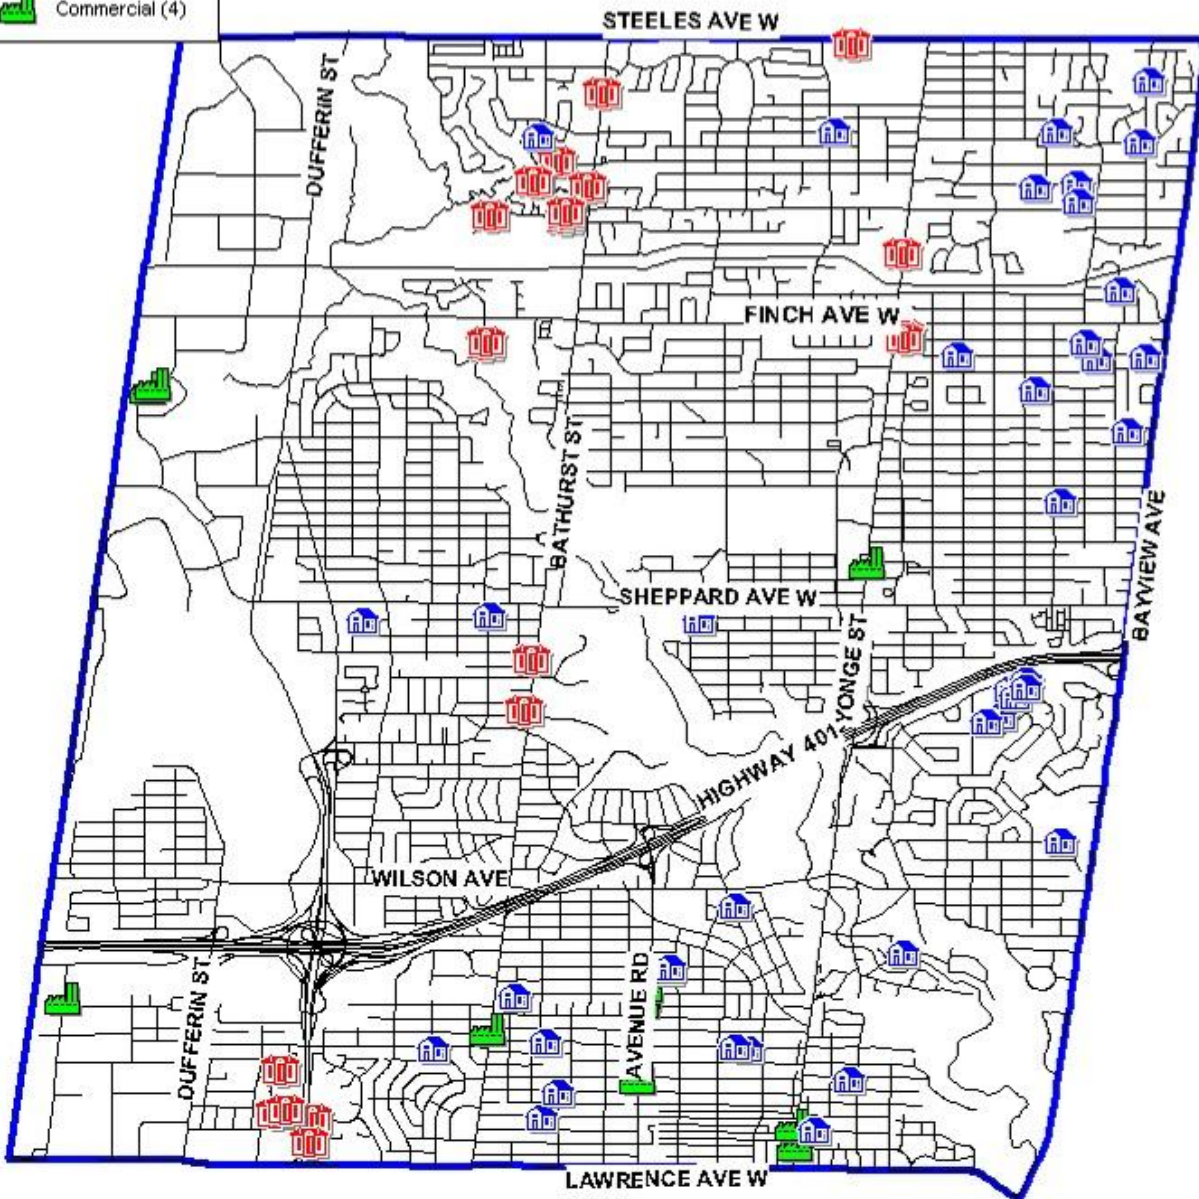 Commercial (4)
STEELES AVE W
DUFFERIN ST
FINCH AVE W
BATHURST ST
BAYVIEW AVE
SHEPPARD AVE W
YONGE ST
HIGHWAY 401
WILSON AVE
AVENUE RD
DUFFERIN ST
LAWRENCE AVE W